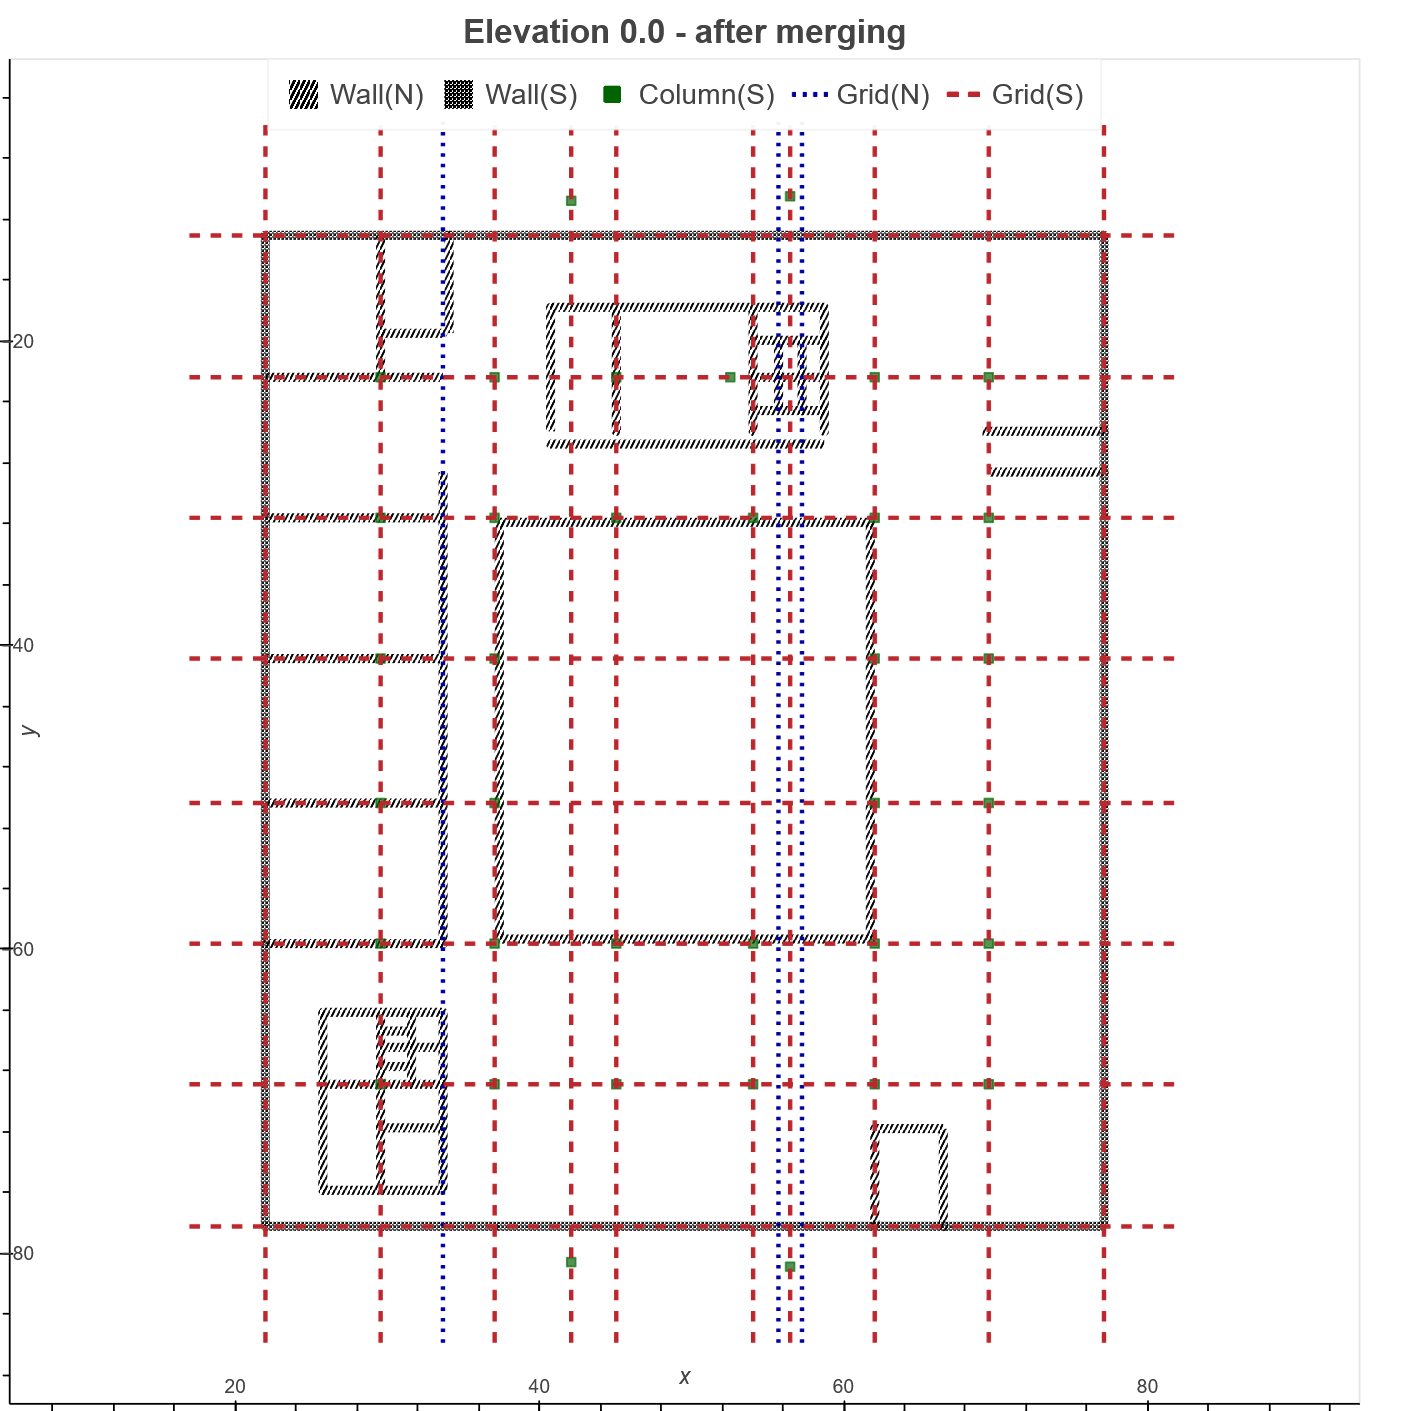 Elevation 0.0 - after merging
Wall(N) Wall(S) Column(S) Grid(N) Grid(S)
20
40
y
60
80
x
20 40 60 80